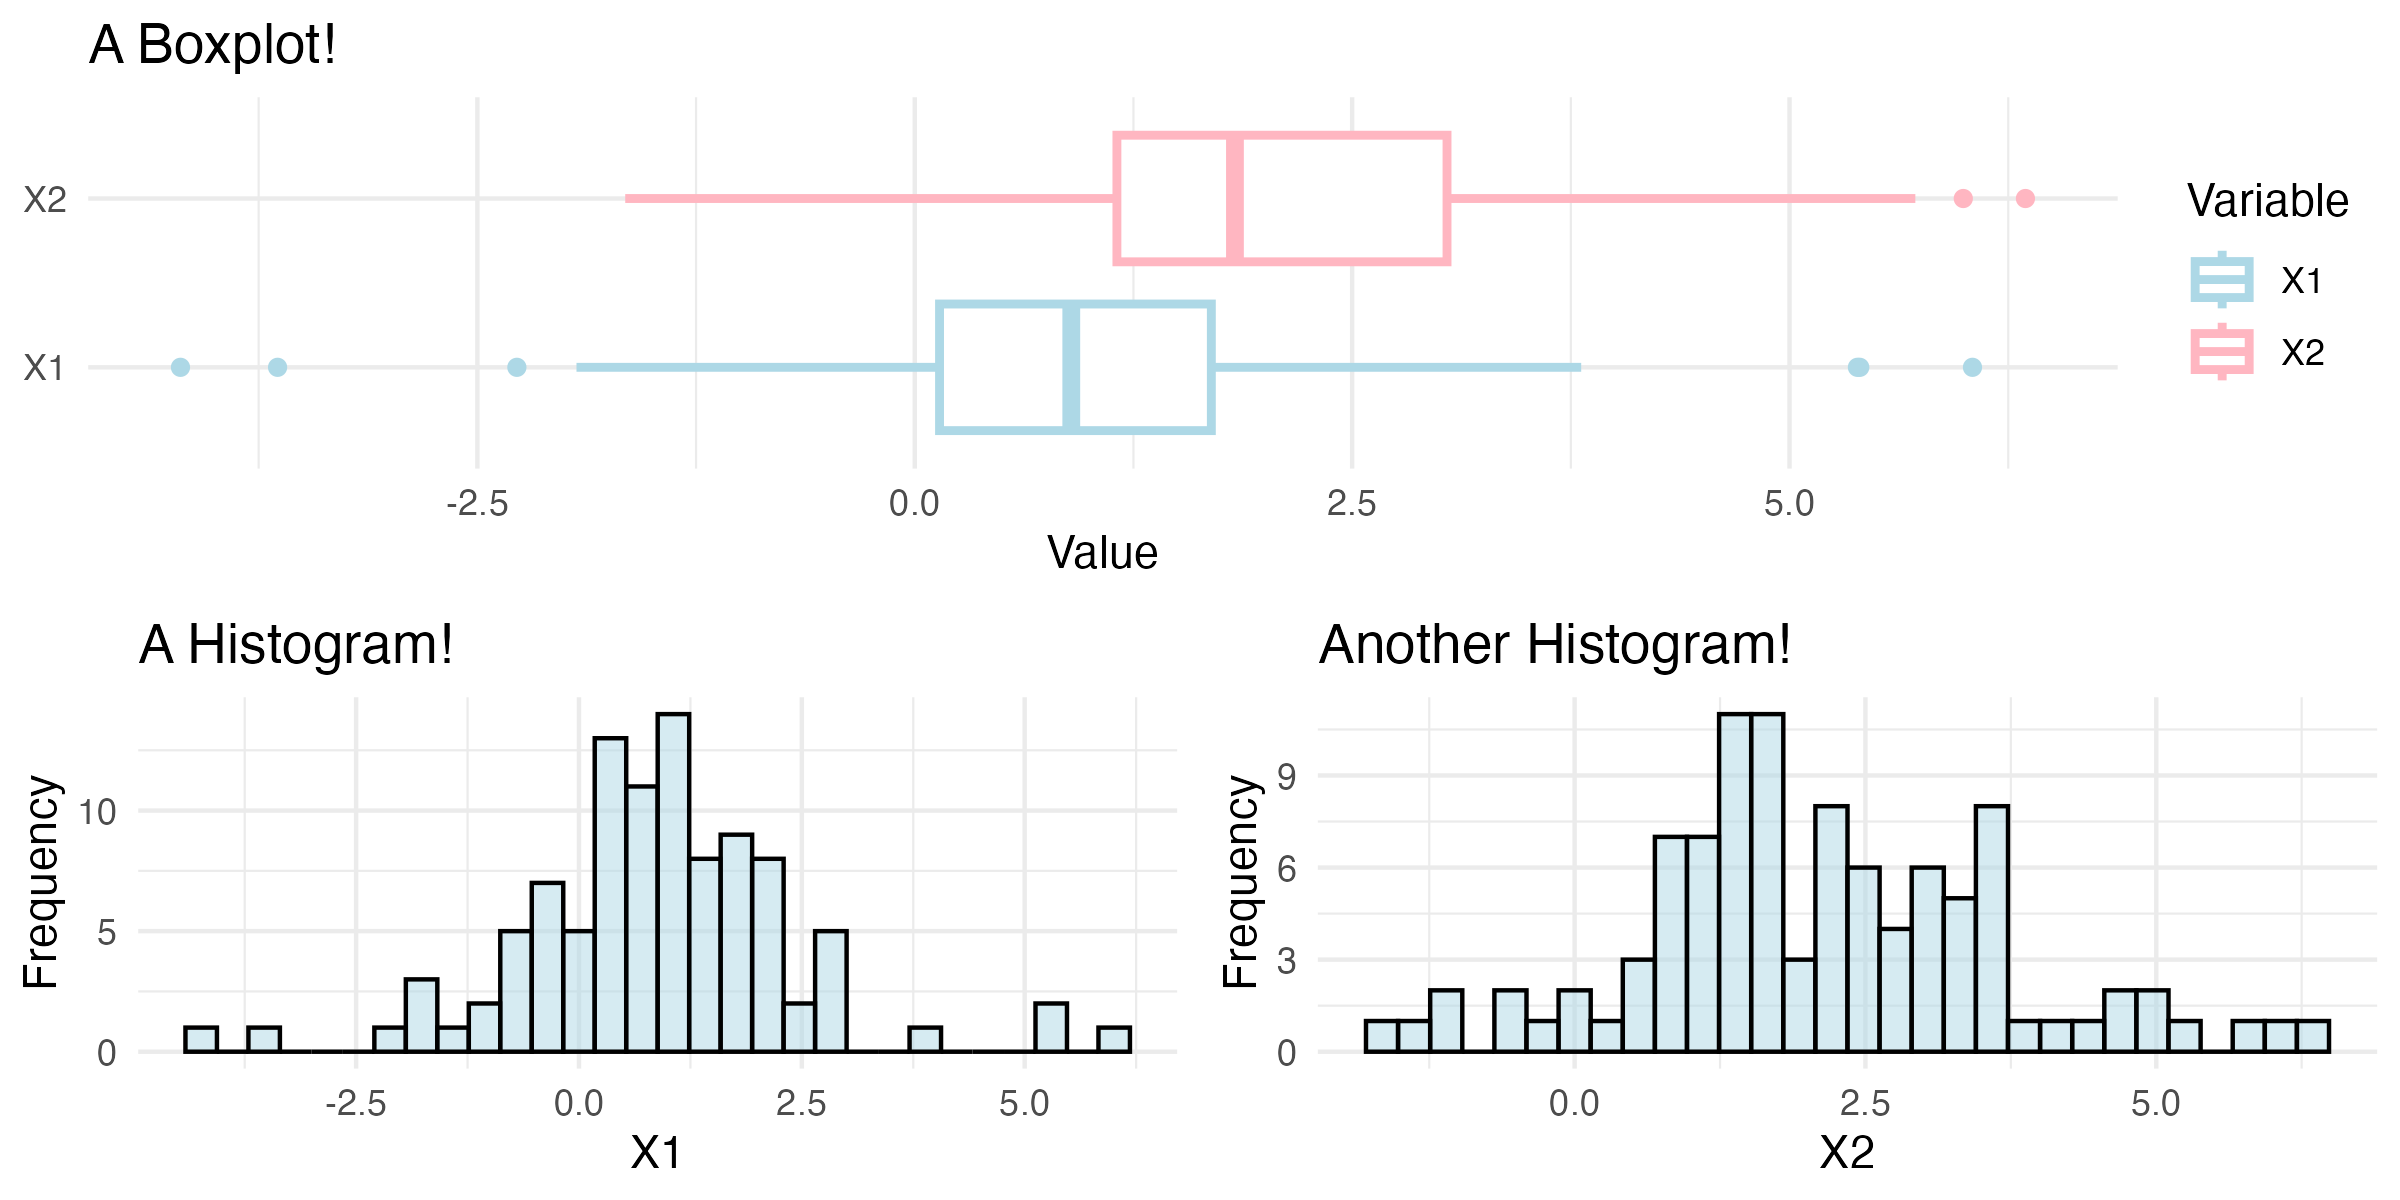 A Boxplot!
X2
X1
-2.5 0.0 2.5 5.0
Value
Variable
X1
X2
A Histogram!
Frequency
10
5
0
-2.5 0.0 2.5 5.0
X1
Another Histogram!
Frequency
9
6
3
0
0.0 2.5 5.0
X2